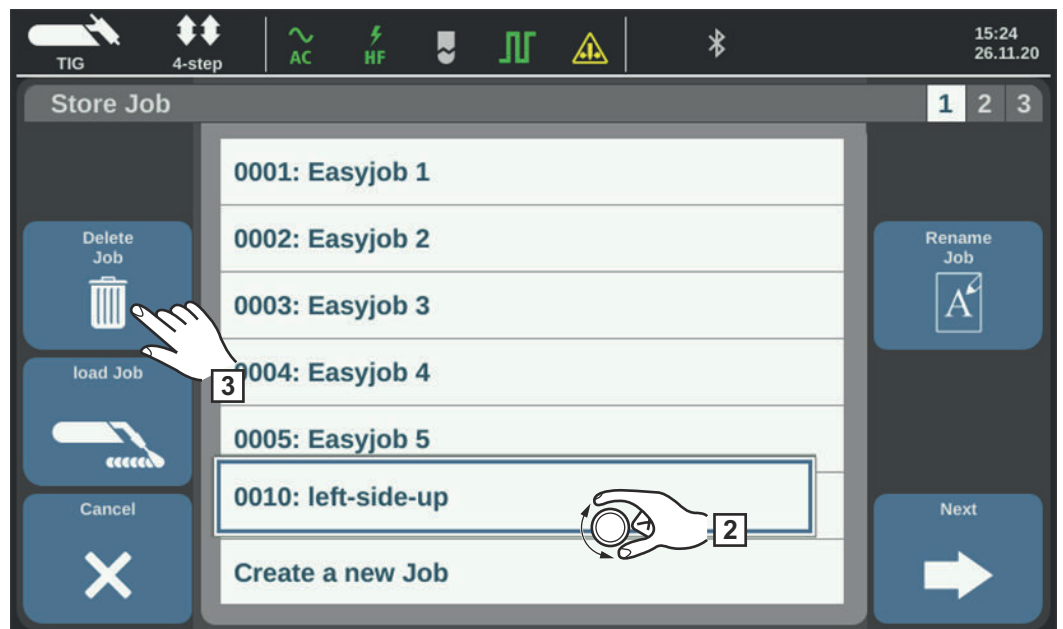 TIG
4-step
AC
HF
15:24
26.11.20
Store Job
1 2 3
0001: Easyjob 1
0002: Easyjob 2
0003: Easyjob 3
0004: Easyjob 4
0005: Easyjob 5
0010: left-side-up
Create a new Job
Delete
Job
3
load Job
Cancel
2
Rename
Job
A
Next